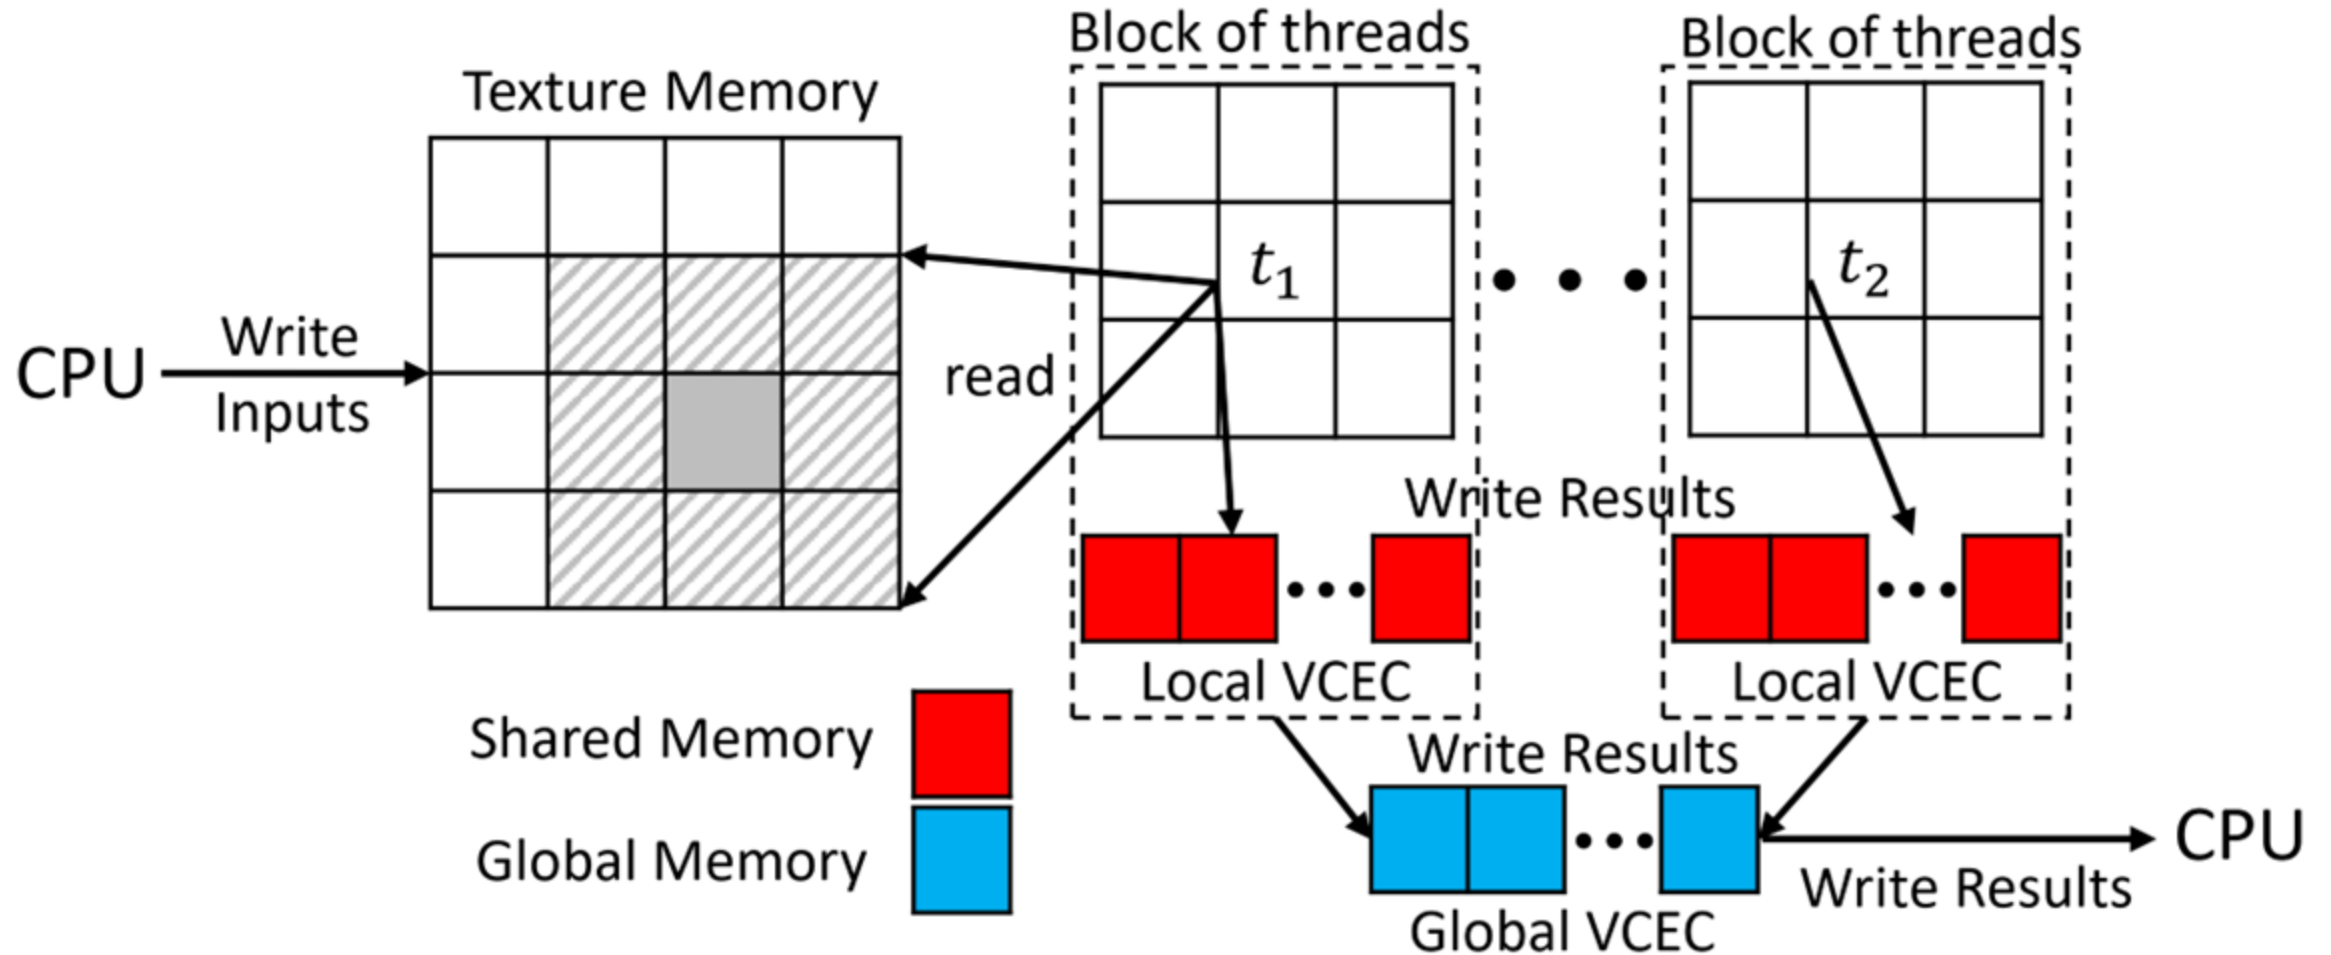 Block of threads
Block of threads
Texture Memory
t₁
t₂
Write
CPU
Inputs
read
Write Results
Local VCEC
Local VCEC
Shared Memory
Write Results
CPU
Global Memory
Write Results
Global VCEC